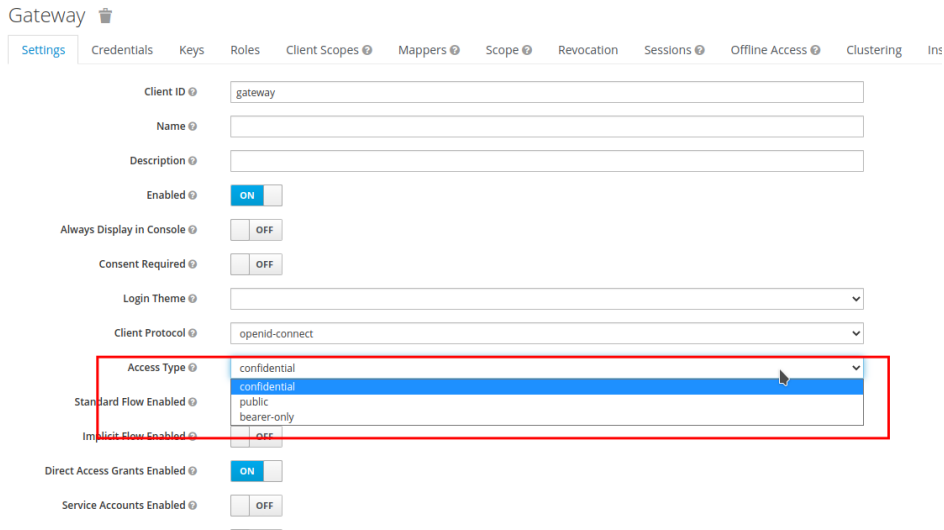 Gateway
Settings Credentials Keys Roles Client Scopes Mappers Scope Revocation Sessions Offline Access Clustering Ins
Client ID gateway
Name
Description
Enabled ON
Always Display in Console OFF
Consent Required OFF
Login Theme
Client Protocol openid-connect
Access Type confidential
confidential
Standard Flow Enabled public
bearer-only
Implicit Flow Enabled OFF
Direct Access Grants Enabled ON
Service Accounts Enabled OFF